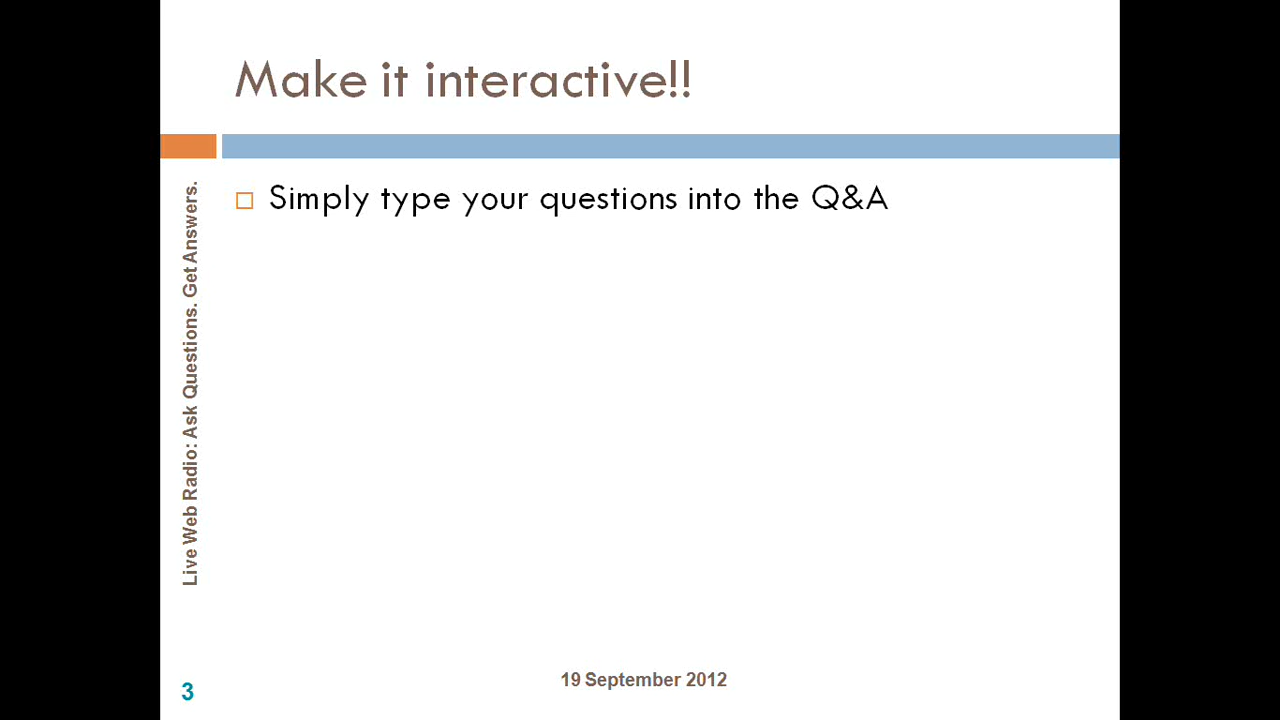 Make it interactive!!
Simply type your questions into the Q&A
Live Web Radio: Ask Questions. Get Answers.
19 September 2012
3